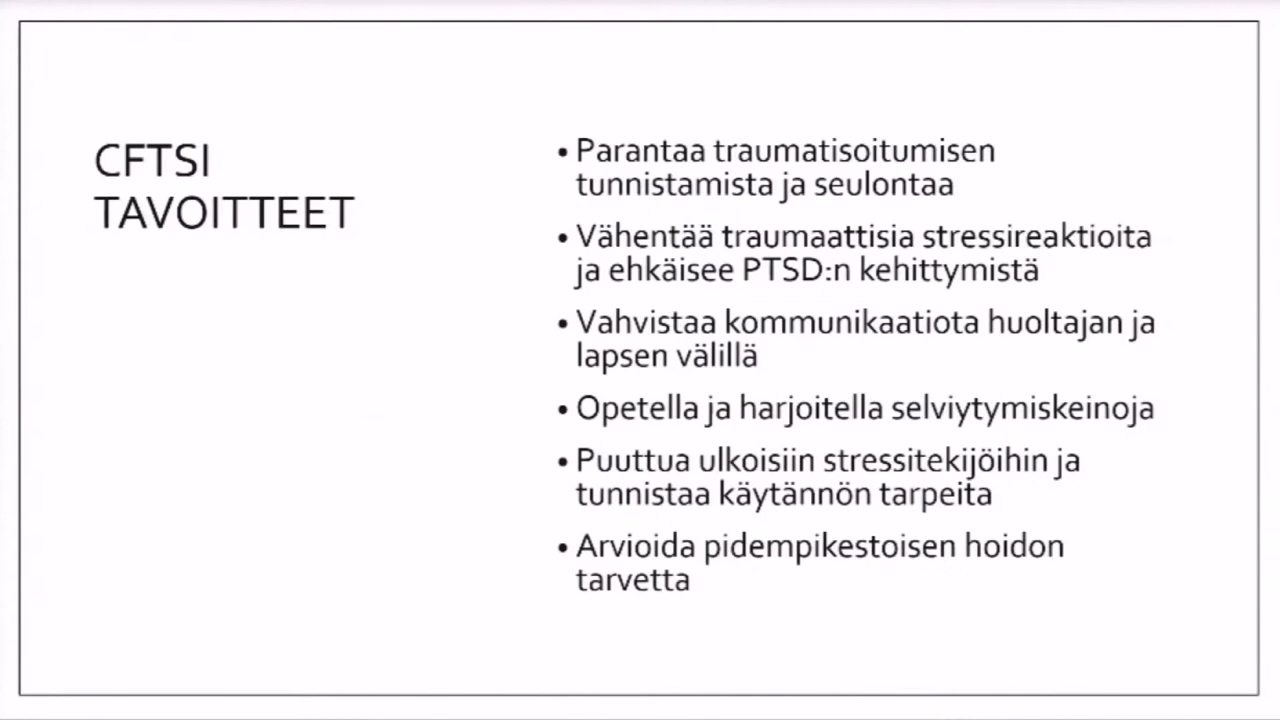 CFTSI
TAVOITTEET
• Parantaa traumatisoitumisen
tunnistamista ja seulontaa
• Vähentää traumaattisia stressireaktioita
ja ehkäisee PTSD:n kehittymistä
• Vahvistaa kommunikaatiota huoltajan ja
lapsen välillä
• Opetella ja harjoitella selviytymiskeinoja
• Puuttua ulkoisiin stressitekijöihin ja
tunnistaa käytännön tarpeita
• Arvioida pidempikestoisen hoidon
tarvetta